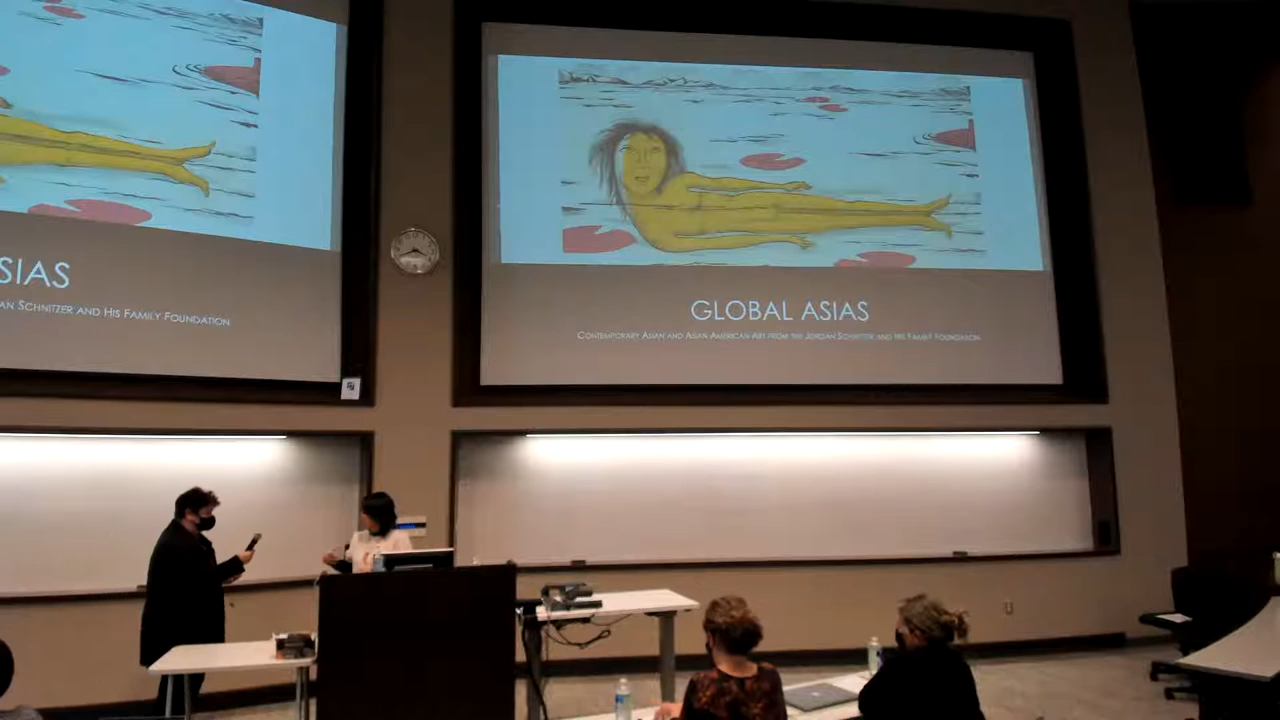 SIAS
AN SCHNITZER AND HIS FAMILY FOUNDATION
GLOBAL ASIAS
CONTEMPORARY ASIAN AND ASIAN AMERICAN ART FROM THE JORDAN SCHNITZER AND HIS FAMILY FOUNDATION